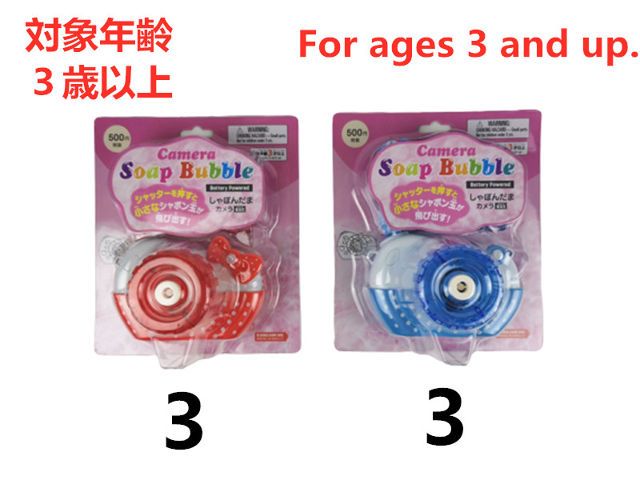 対象年齢
３歳以上
For ages 3 and up.
500円
Camera
Soap Bubble
Battery Powered
シャッターを押すと
小さなシャボン玉が
飛び出す!
しゃぼんだま
カメラ
WARNING:
500円
Camera
Soap Bubble
Battery Powered
シャッターを押すと
小さなシャボン玉が
飛び出す!
しゃぼんだま
カメラ
WARNING:
3
3